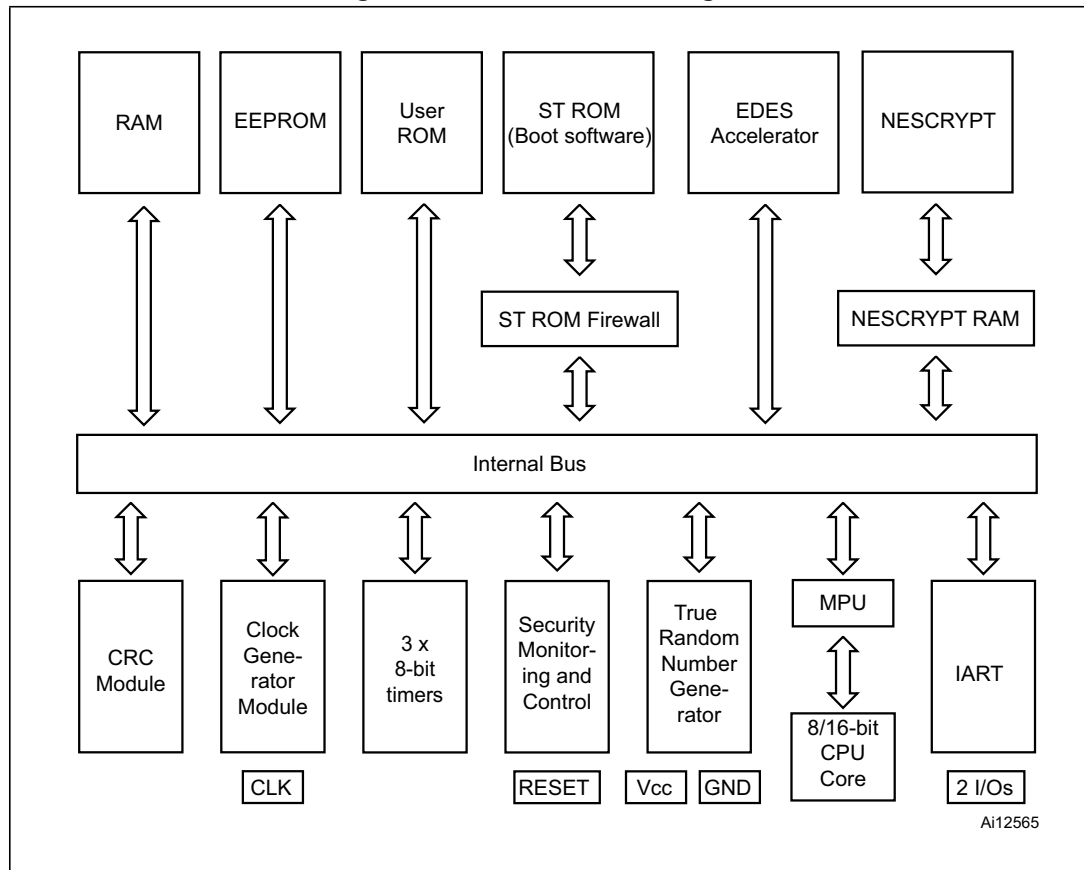 RAM
EEPROM
User
ROM
ST ROM
(Boot software)
EDES
Accelerator
NESCRYPT
ST ROM Firewall
NESCRYPT RAM
Internal Bus
CRC
Module
Clock
Gene-
rator
Module
3 x
8-bit
timers
Security
Monitor-
ing and
Control
True
Random
Number
Gene-
rator
MPU
8/16-bit
CPU
Core
IART
CLK
RESET
Vcc
GND
2 I/Os
Ai12565